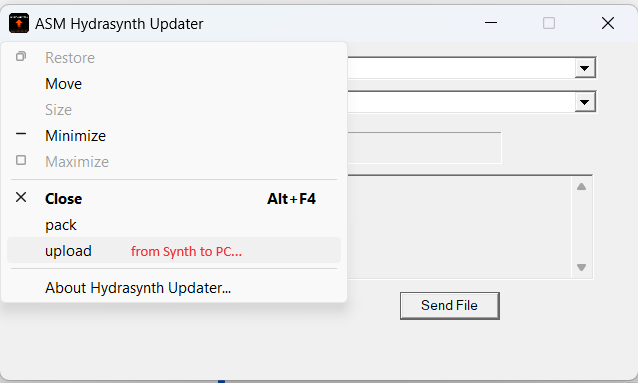 ASM Hydrasynth Updater
Restore
Move
Size
Minimize
Maximize
Close Alt+F4
pack
upload from Synth to PC...
About Hydrasynth Updater...
Send File